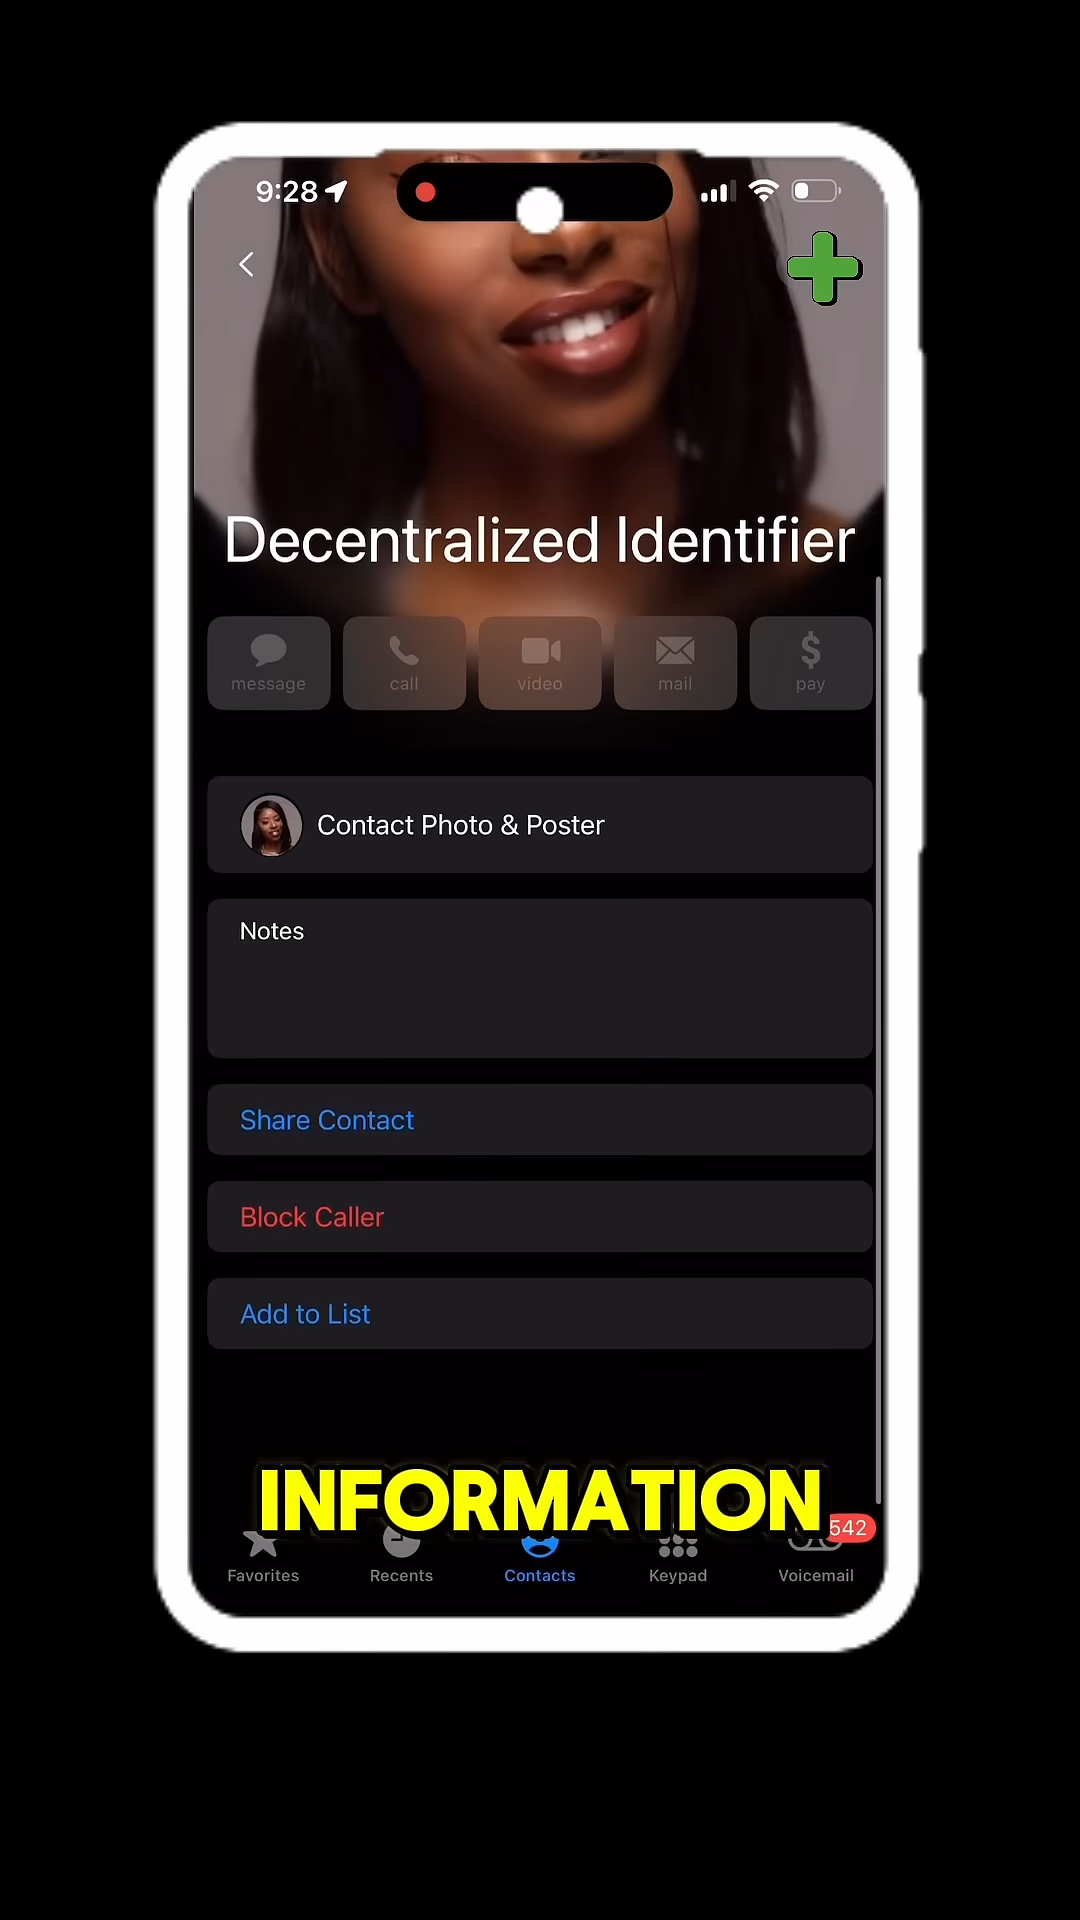 9:28
Decentralized Identifier
message call video mail pay
Contact Photo & Poster
Notes
Share Contact
Block Caller
Add to List
INFORMATION
542
Favorites Recents Contacts Keypad Voicemail